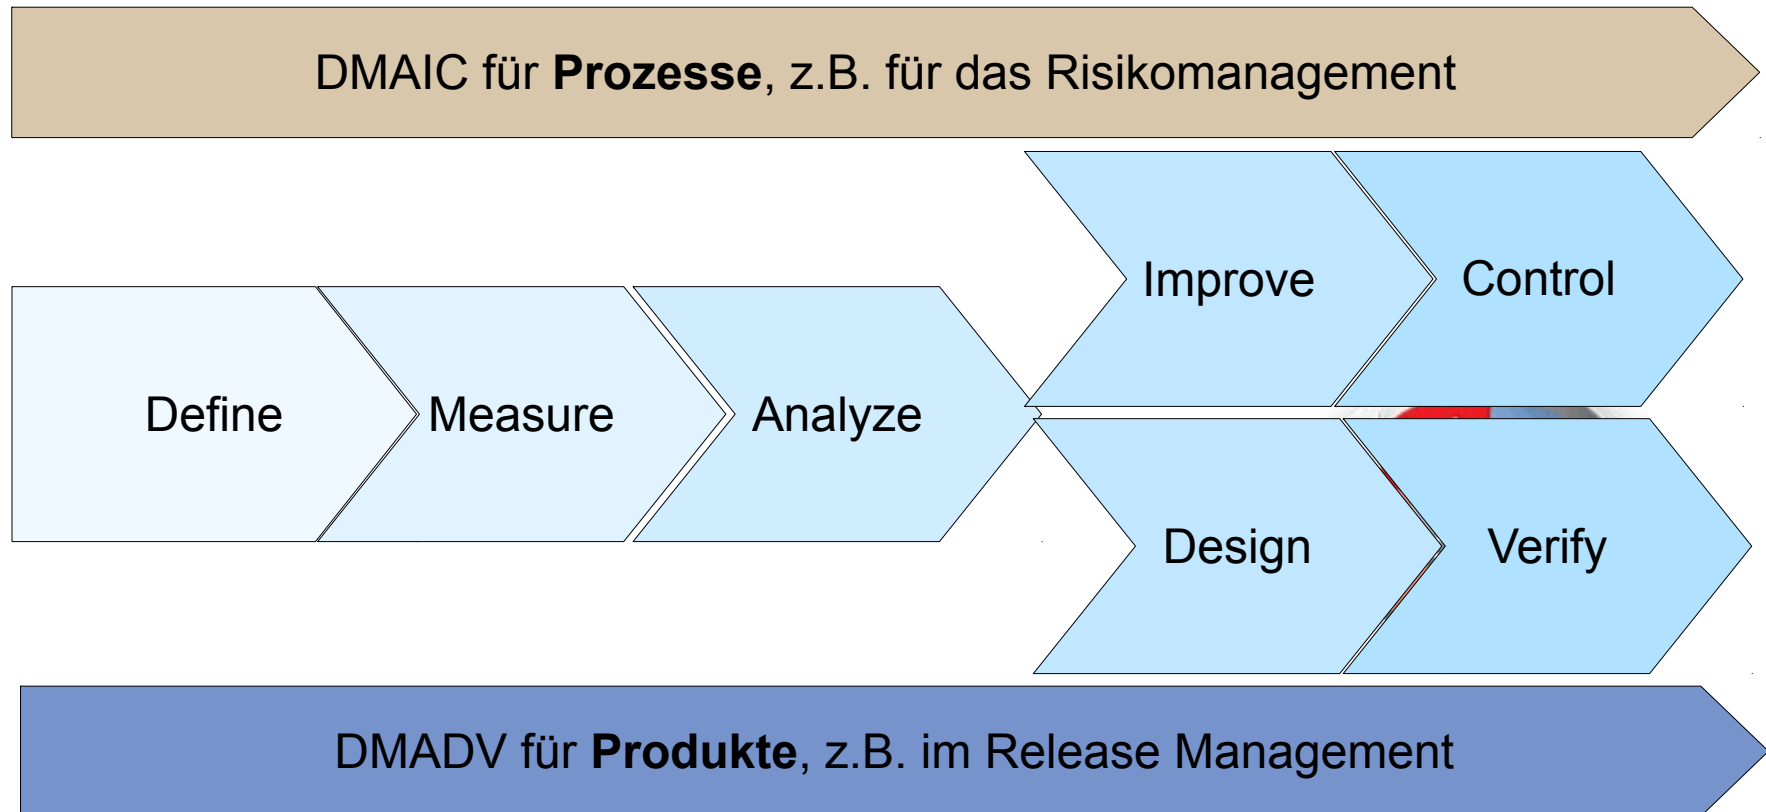 DMAIC für Prozesse, z.B. für das Risikomanagement
Improve
Control
Define
Measure
Analyze
Design
Verify
DMADV für Produkte, z.B. im Release Management